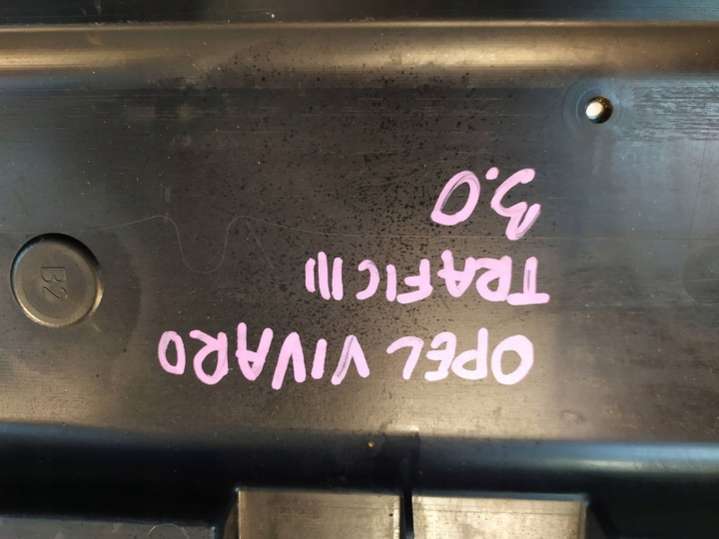 OPEL VIVARO
TRAFIC III
3.0
B2